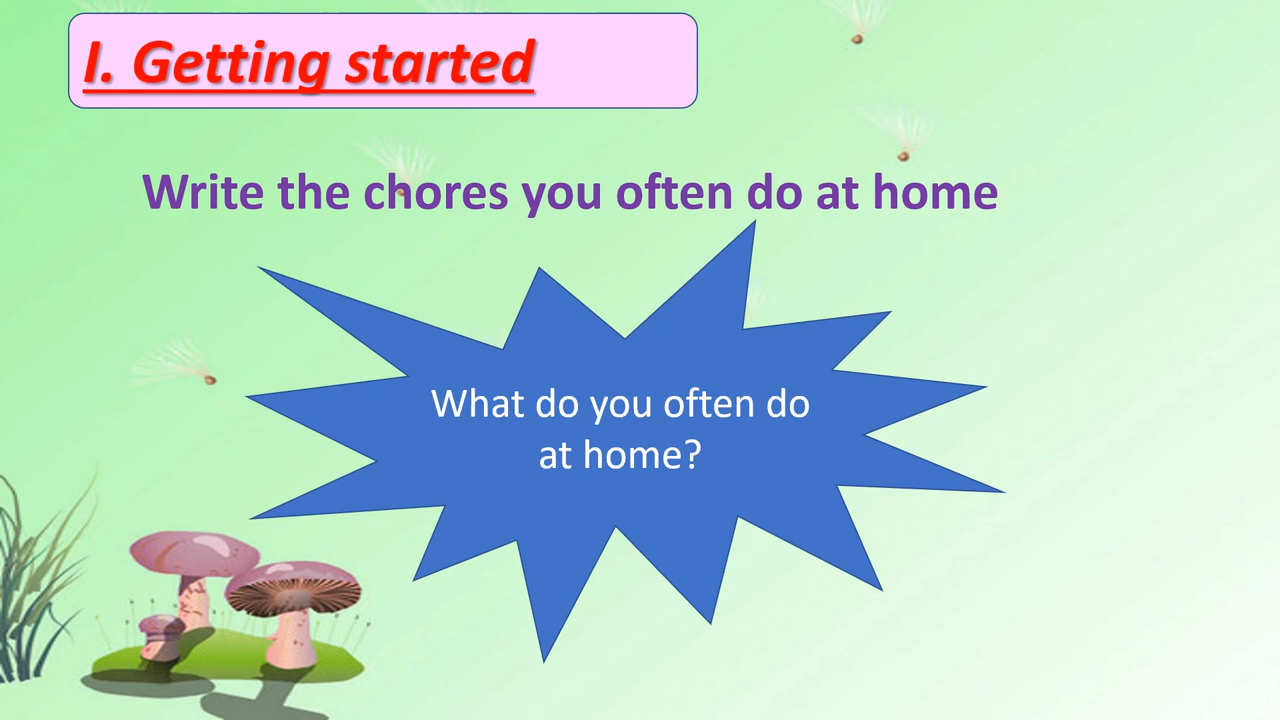 I. Getting started
Write the chores you often do at home
What do you often do
at home?